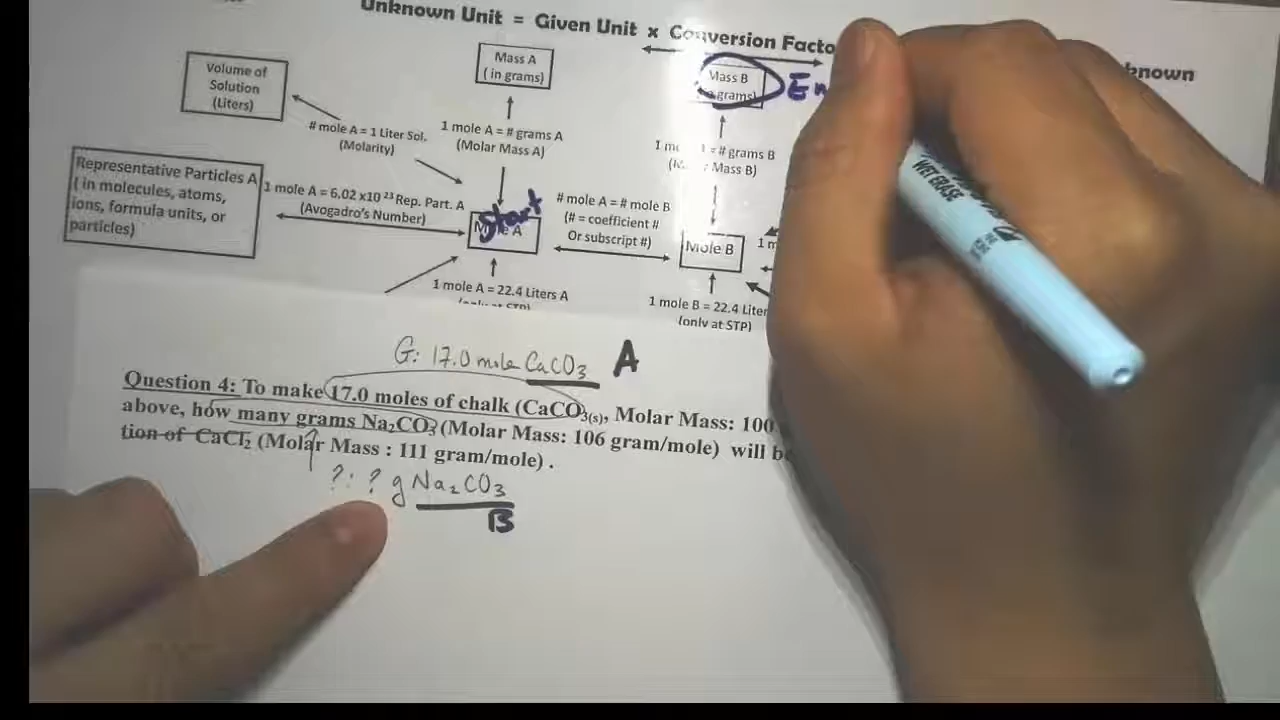 Unknown Unit = Given Unit x Conversion Facto
known
Volume of
Solution
(Liters)
Mass A
( in grams)
Mass B
grams)
En
# mole A = 1 Liter Sol.
(Molarity)
1 mole A = # grams A
(Molar Mass A)
= # grams B
Mass B)
Representative Particles A
( in molecules, atoms,
ions, formula units, or
particles)
1 mole A = 6.02 x10 23 Rep. Part. A
(Avogadro's Number)
Start
# mole A = # mole B
(# = coefficient #
Or subscript #)
Mole B
1 m
1 mole A = 22.4 Liters A
1 mole B = 22.4 Liter
(only at STP)
G: 17.0 mole CaCO3 A
Question 4: To make 17.0 moles of chalk (CaCO3(s), Molar Mass: 100
above, how many grams Na2CO3 (Molar Mass: 106 gram/mole) will b
tion of CaCl2 (Molar Mass : 111 gram/mole) .
?: ? g Na2CO3
B
WET ERASE